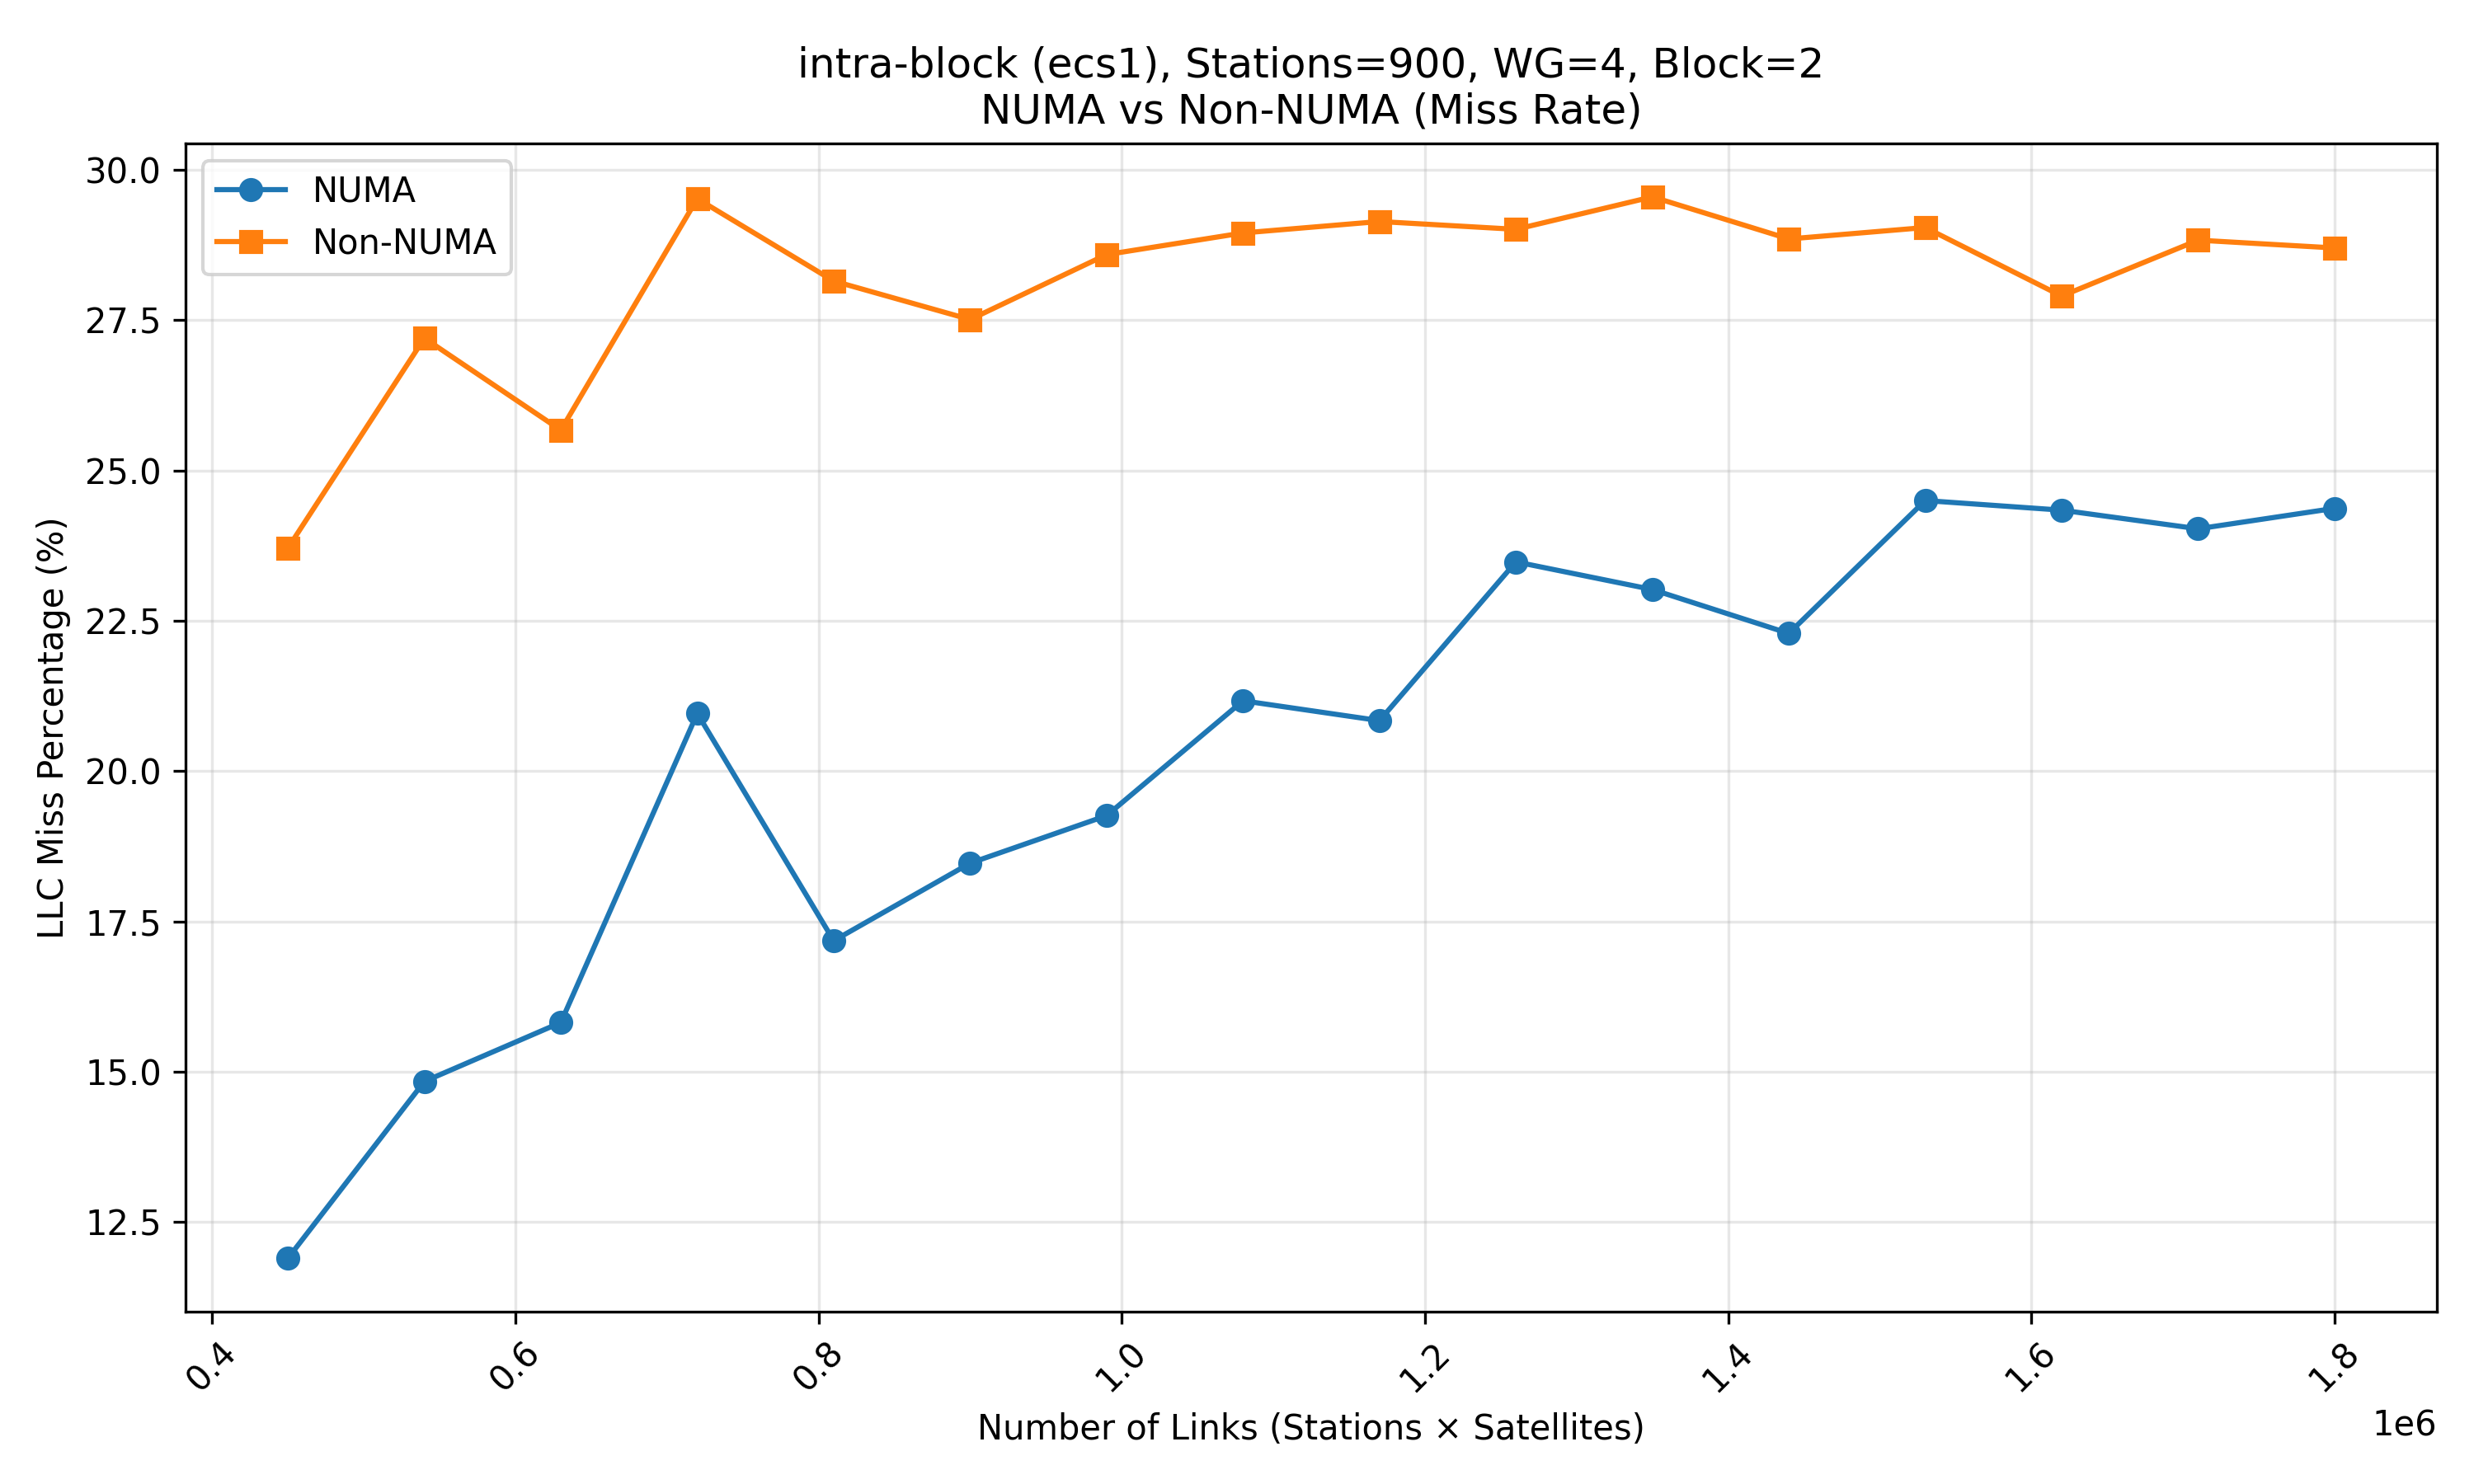 intra-block (ecs1), Stations=900, WG=4, Block=2
NUMA vs Non-NUMA (Miss Rate)
NUMA
Non-NUMA
LLC Miss Percentage (%)
30.0
27.5
25.0
22.5
20.0
17.5
15.0
12.5
0.4
0.6
0.8
1.0
1.2
1.4
1.6
1.8
1e6
Number of Links (Stations × Satellites)